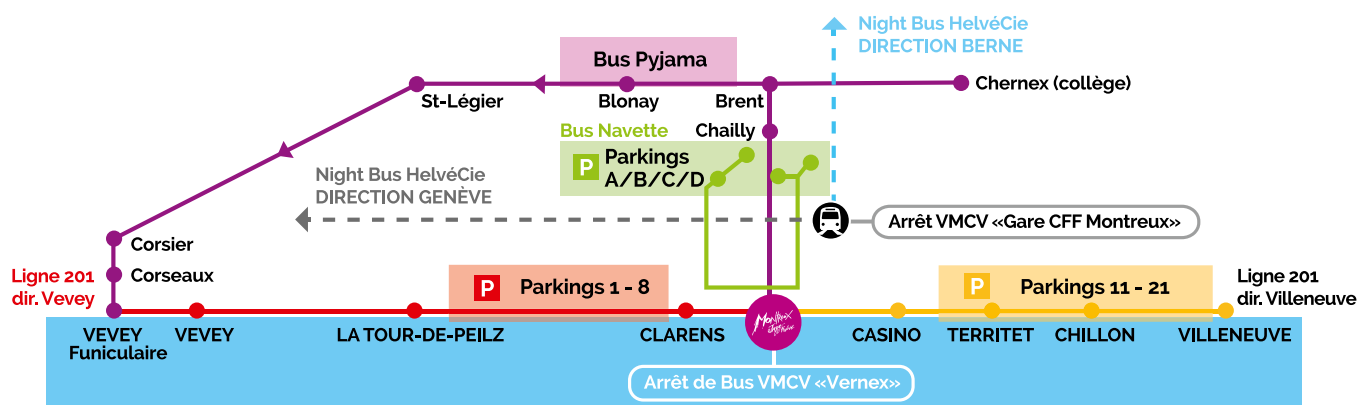 Night Bus HelvéCie
DIRECTION BERNE
Bus Pyjama
St-Légier
Blonay
Brent
Chernex (collège)
Bus Navette
Chailly
P
Parkings
A/B/C/D
Night Bus HelvéCie
DIRECTION GENÈVE
Arrêt VMCV «Gare CFF Montreux»
Corsier
Corseaux
Ligne 201
dir. Vevey
P
Parkings 1 - 8
P
Parkings 11 - 21
Ligne 201
dir. Villeneuve
Montreux
VEVEY
Funiculaire
VEVEY
LA TOUR-DE-PEILZ
CLARENS
CASINO
TERRITET
CHILLON
VILLENEUVE
Arrêt de Bus VMCV «Vernex»